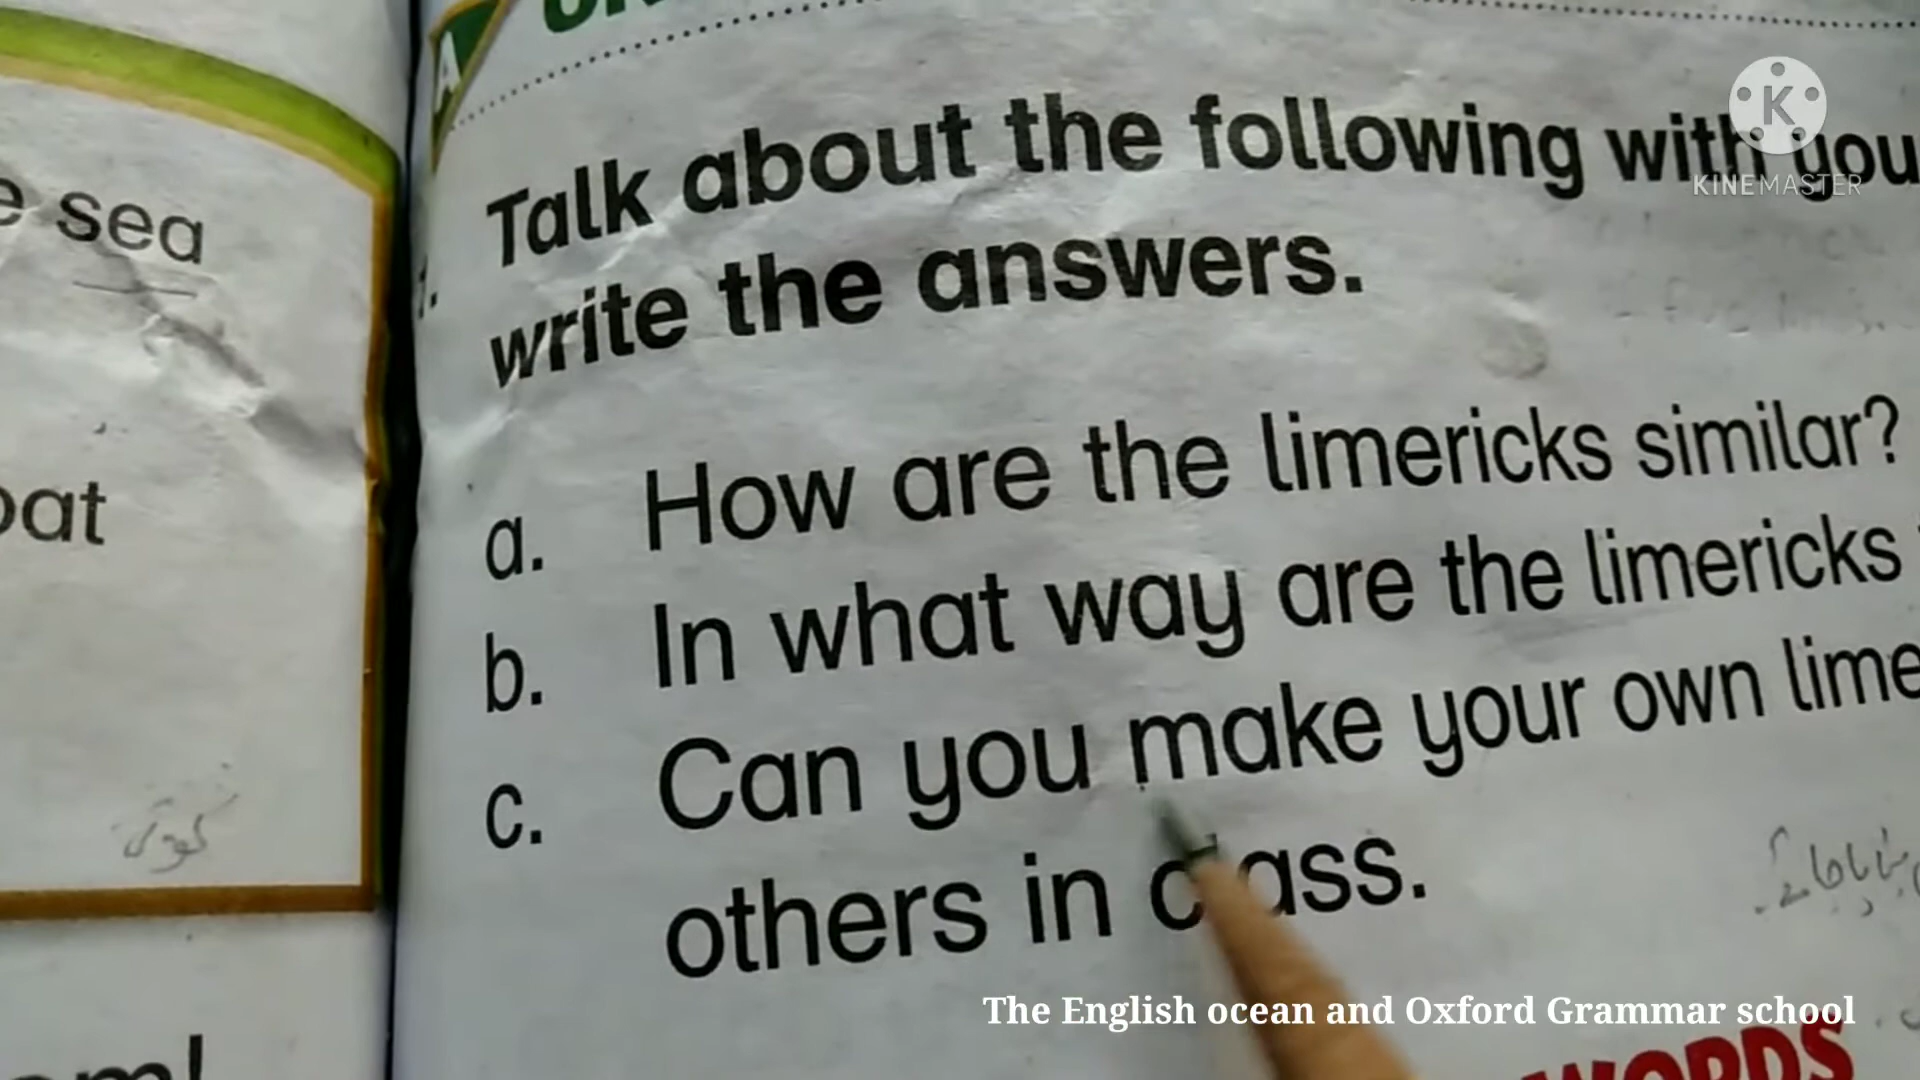 e sea
oat
A
Talk about the following with you
write the answers.
a. How are the limericks similar?
b. In what way are the limericks
c. Can you make your own lime
others in class.
WORDS
K
KINEMASTER
The English ocean and Oxford Grammar school